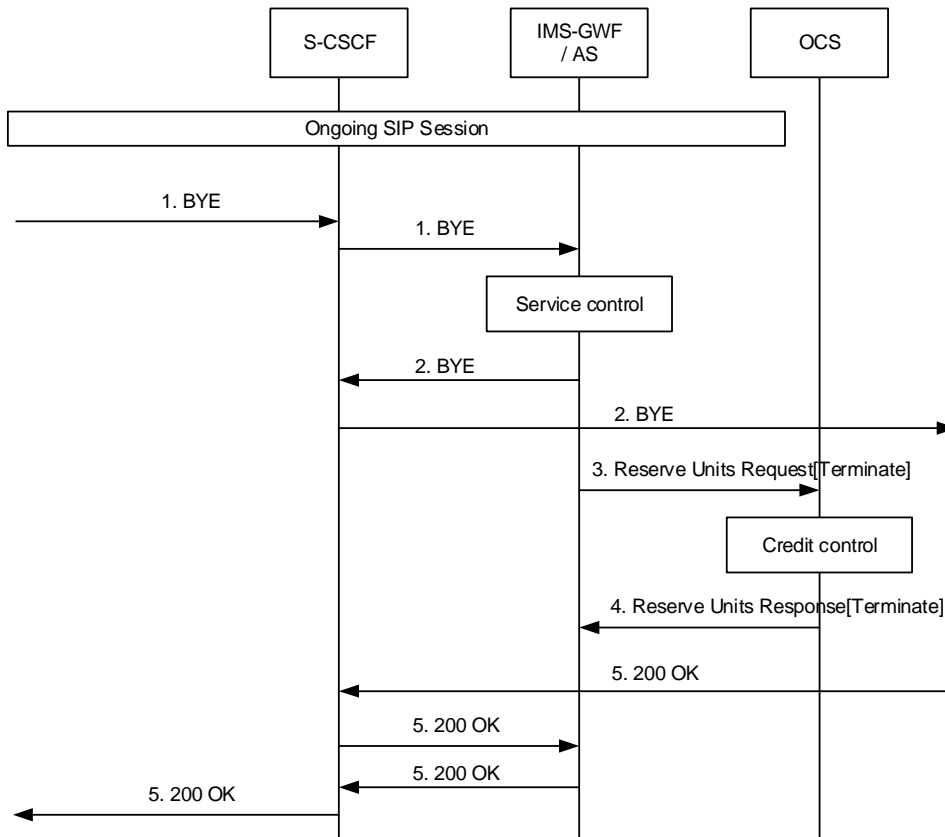 S-CSCF
IMS-GWF
/ AS
OCS
Ongoing SIP Session
1. BYE
1. BYE
Service control
2. BYE
2. BYE
3. Reserve Units Request[Terminate]
Credit control
4. Reserve Units Response[Terminate]
5. 200 OK
5. 200 OK
5. 200 OK
5. 200 OK